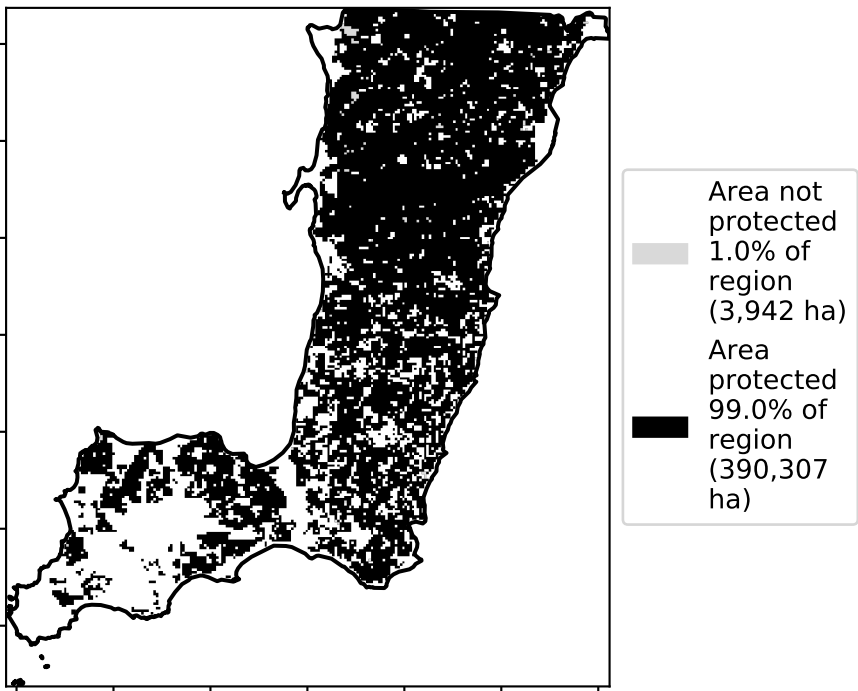 Area not
protected
1.0% of
region
(3,942 ha)
Area
protected
99.0% of
region
(390,307
ha)